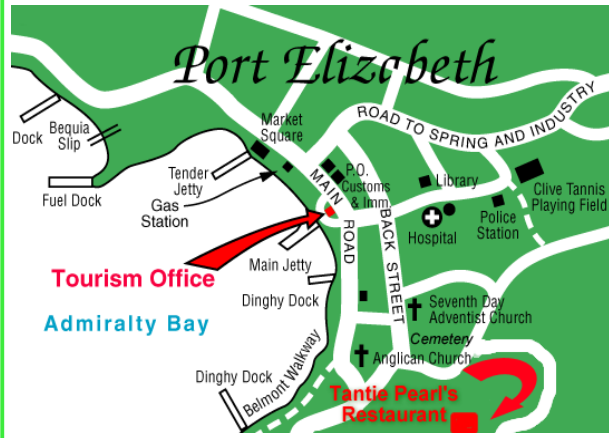 Port Elizabeth
Market
Square
ROAD TO SPRING AND INDUSTRY
Dock
Bequia
Slip
Tender
Jetty
P.O.
Customs
& Imm.
Library
Clive Tannis
Playing Field
Fuel Dock
Gas
Station
MAIN
ROAD
BACK STREET
Hospital
Police
Station
Tourism Office
Main Jetty
Dinghy Dock
Admiralty Bay
Seventh Day
Adventist Church
Cemetery
Anglican Church
Dinghy Dock
Belmont Walkway
Tantie Pearl's
Restaurant